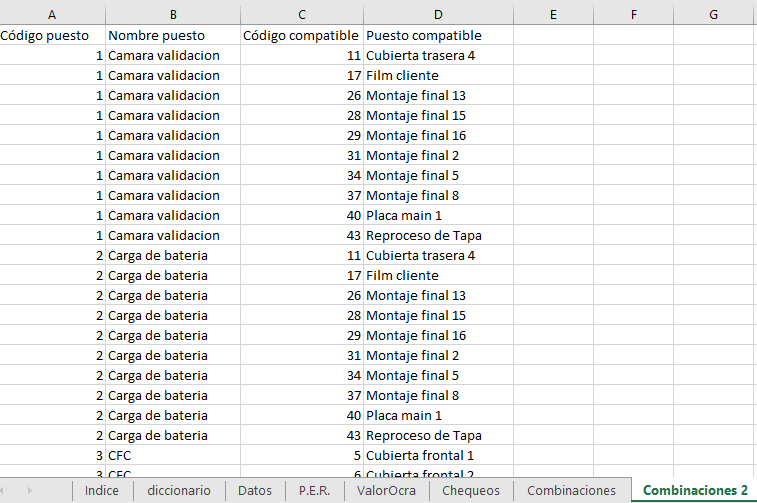 A B C D E F G
Código puesto Nombre puesto Código compatible Puesto compatible
1 Camara validacion 11 Cubierta trasera 4
1 Camara validacion 17 Film cliente
1 Camara validacion 26 Montaje final 13
1 Camara validacion 28 Montaje final 15
1 Camara validacion 29 Montaje final 16
1 Camara validacion 31 Montaje final 2
1 Camara validacion 34 Montaje final 5
1 Camara validacion 37 Montaje final 8
1 Camara validacion 40 Placa main 1
1 Camara validacion 43 Reproceso de Tapa
2 Carga de bateria 11 Cubierta trasera 4
2 Carga de bateria 17 Film cliente
2 Carga de bateria 26 Montaje final 13
2 Carga de bateria 28 Montaje final 15
2 Carga de bateria 29 Montaje final 16
2 Carga de bateria 31 Montaje final 2
2 Carga de bateria 34 Montaje final 5
2 Carga de bateria 37 Montaje final 8
2 Carga de bateria 40 Placa main 1
2 Carga de bateria 43 Reproceso de Tapa
3 CFC 5 Cubierta frontal 1
3 CFC 6 Cubierta frontal 2
Indice diccionario Datos P.E.R. ValorOcra Chequeos Combinaciones Combinaciones 2